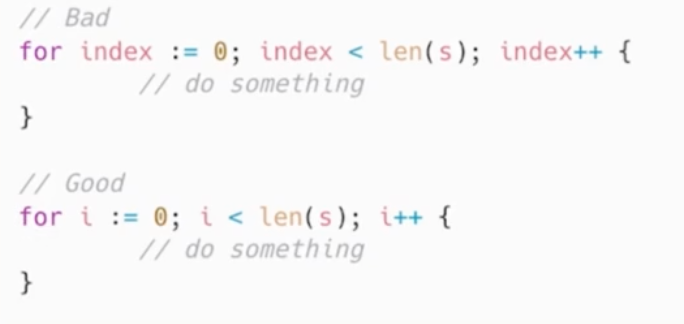 // Bad
for index := 0; index < len(s); index++ {
        // do something
}

// Good
for i := 0; i < len(s); i++ {
        // do something
}